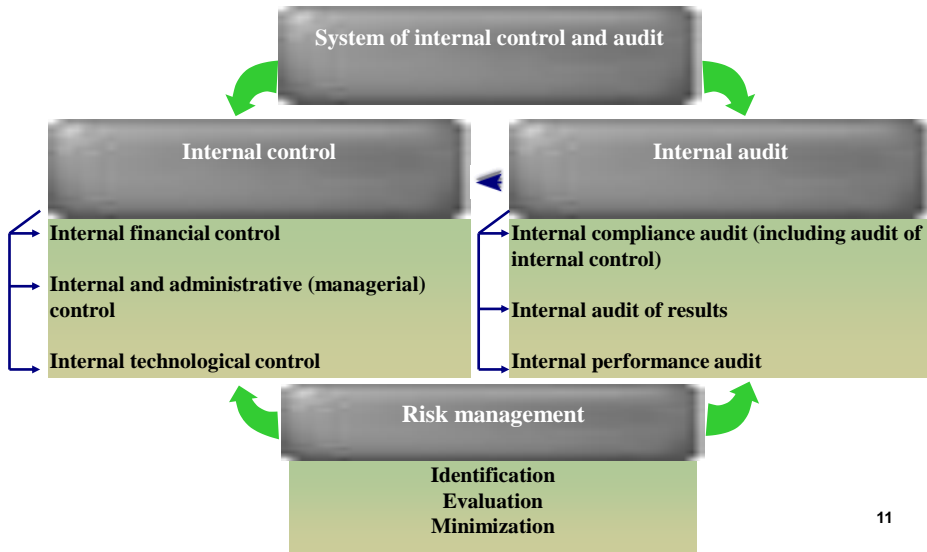 System of internal control and audit
Internal control
Internal financial control
Internal and administrative (managerial)
control
Internal technological control
Internal audit
Internal compliance audit (including audit of
internal control)
Internal audit of results
Internal performance audit
Risk management
Identification
Evaluation
Minimization
11